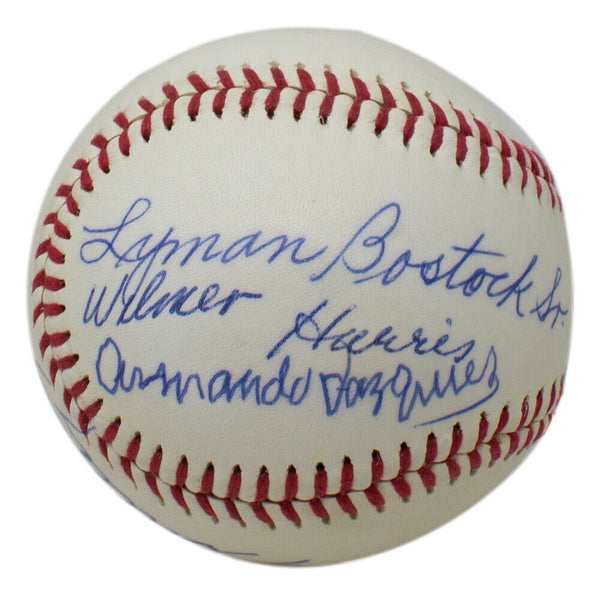 Lyman Bostock Sr.
Wilmer Harris
Armando Vazquez